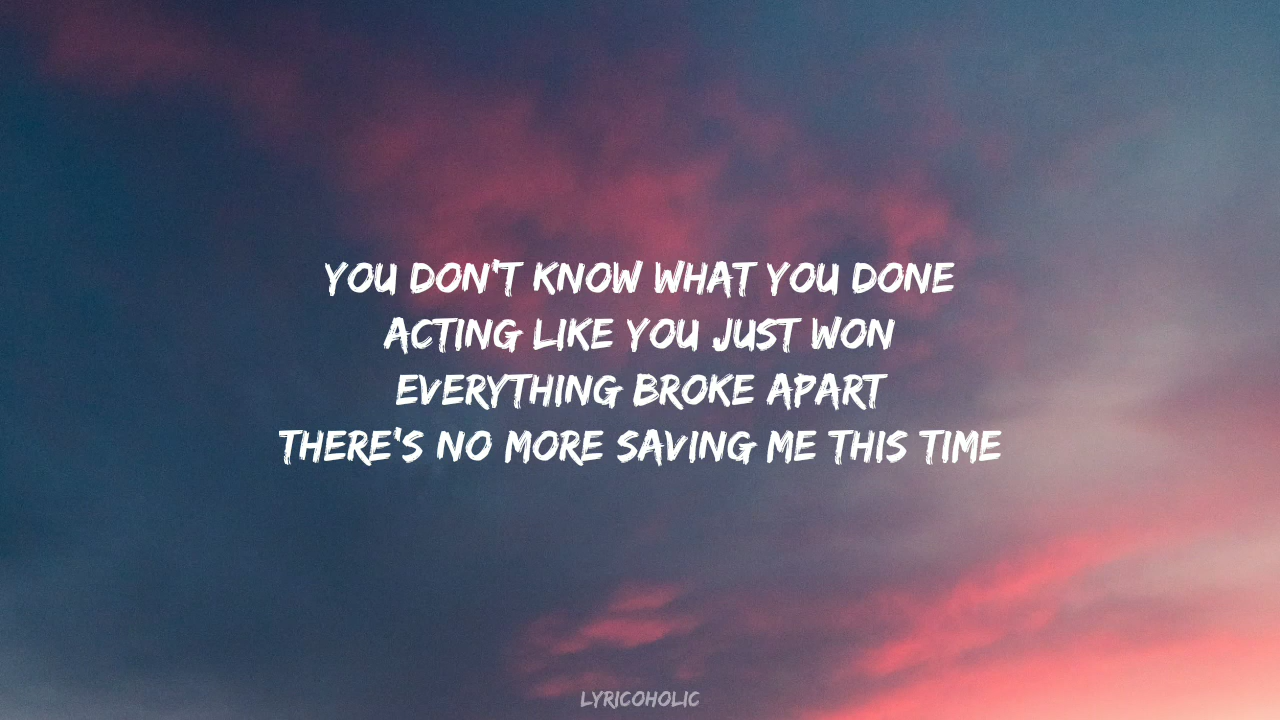 YOU DON'T KNOW WHAT YOU DONE
ACTING LIKE YOU JUST WON
EVERYTHING BROKE APART
THERE'S NO MORE SAVING ME THIS TIME
LYRICOHOLIC